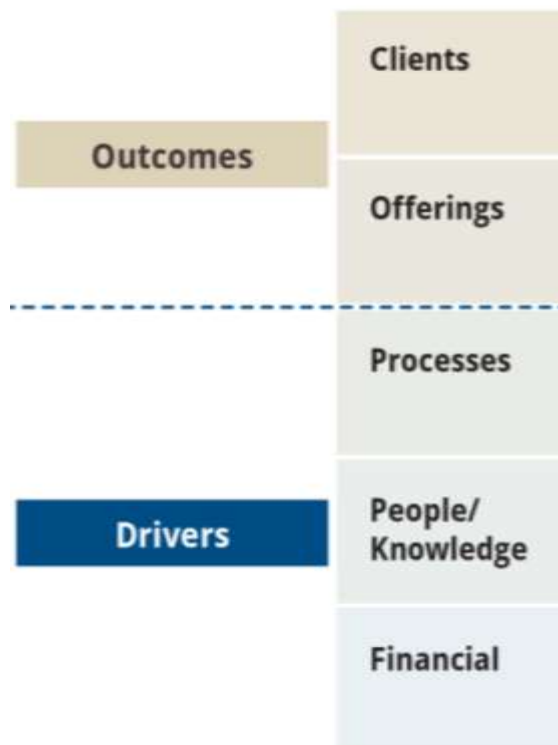 Clients
Outcomes
Offerings
Processes
People/
Knowledge
Drivers
Financial